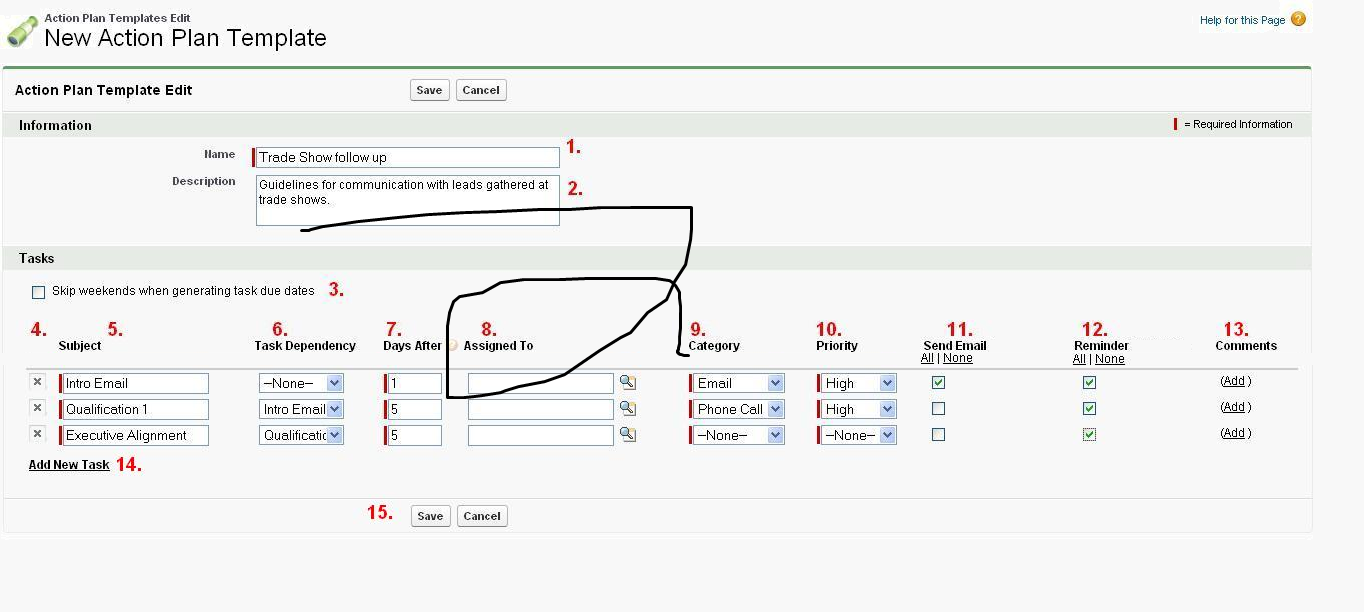 Action Plan Templates Edit
New Action Plan Template
Help for this Page ?
Action Plan Template Edit Save Cancel
Information = Required Information
Name Trade Show follow up 1.
Description Guidelines for communication with leads gathered at
trade shows. 2.
Tasks
Skip weekends when generating task due dates 3.
4. 5. 6. 7. 8. 9. 10. 11. 12. 13.
Subject Task Dependency Days After Assigned To Category Priority Send Email Reminder Comments
All | None All | None
Intro Email --None-- 1 Email High (Add )
Qualification 1 Intro Email 5 Phone Call High (Add )
Executive Alignment Qualificatic 5 --None-- --None-- (Add )
Add New Task 14.
15. Save Cancel